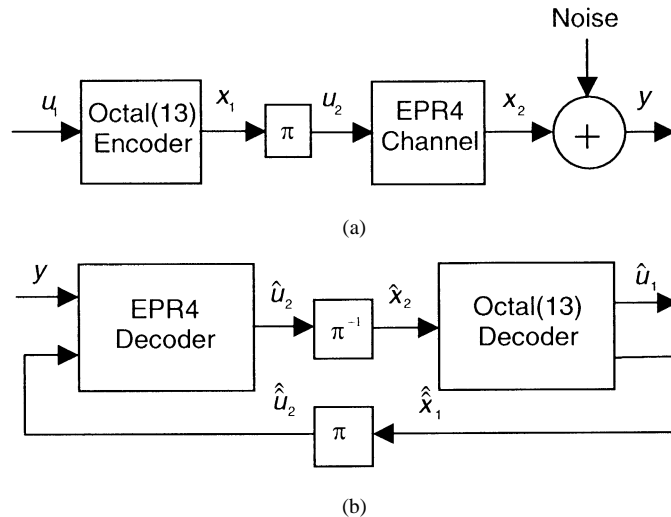 Noise
u₁
Octal(13)
Encoder
x₁
π
u₂
EPR4
Channel
x₂
+
y
(a)
y
EPR4
Decoder
û₂
π⁻¹
x̂₂
Octal(13)
Decoder
û₁
û̂₂
π
x̂̂₁
(b)